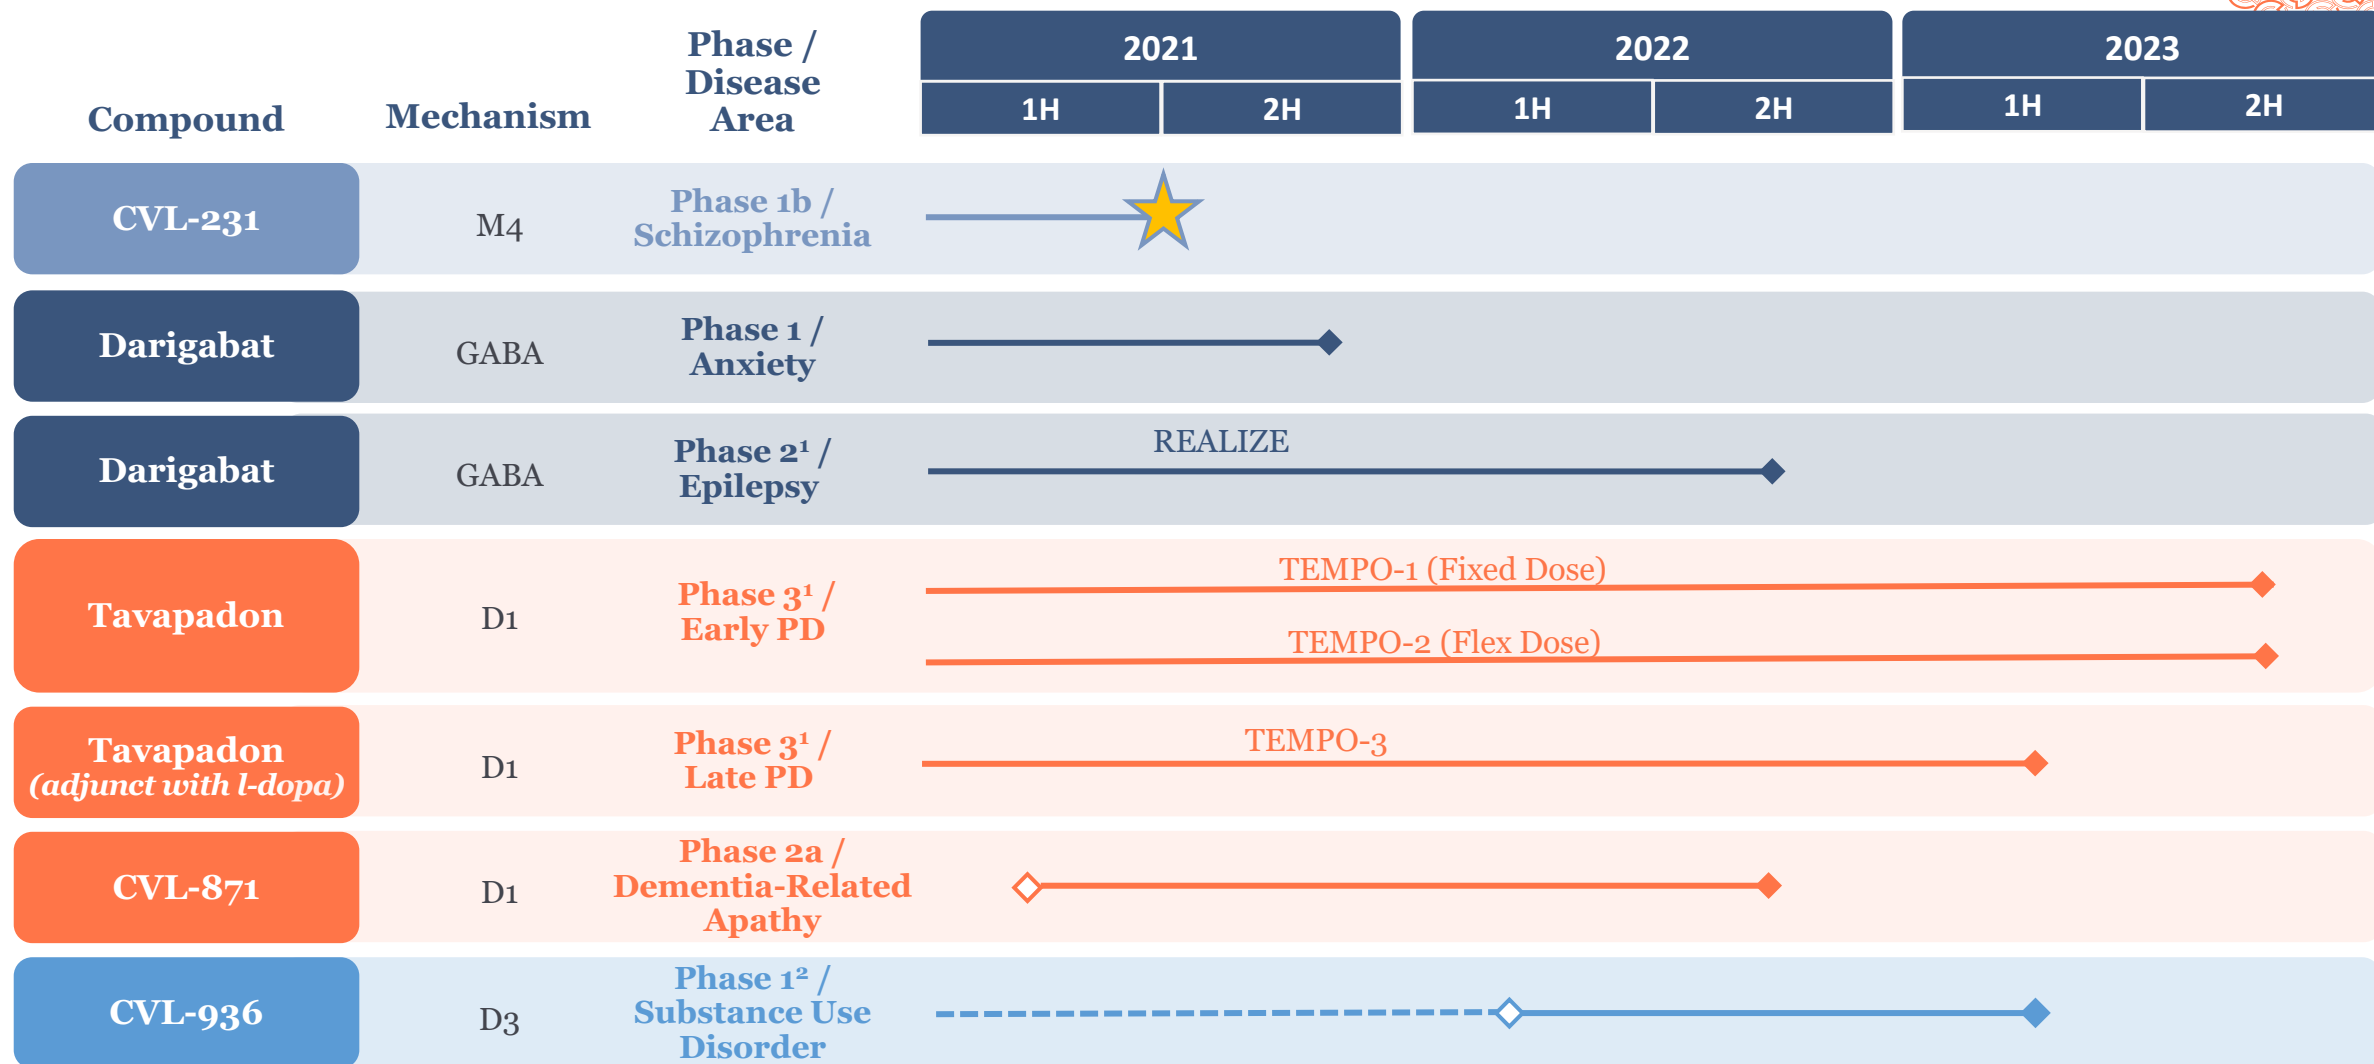 Compound
Mechanism
Phase /
Disease
Area
2021
2022
2023
1H
2H
1H
2H
1H
2H
CVL-231
M4
Phase 1b /
Schizophrenia
Darigabat
GABA
Phase 1 /
Anxiety
Darigabat
GABA
Phase 2¹ /
Epilepsy
REALIZE
Tavapadon
D1
Phase 3¹ /
Early PD
TEMPO-1 (Fixed Dose)
TEMPO-2 (Flex Dose)
Tavapadon
(adjunct with l-dopa)
D1
Phase 3¹ /
Late PD
TEMPO-3
CVL-871
D1
Phase 2a /
Dementia-Related
Apathy
CVL-936
D3
Phase 1² /
Substance Use
Disorder